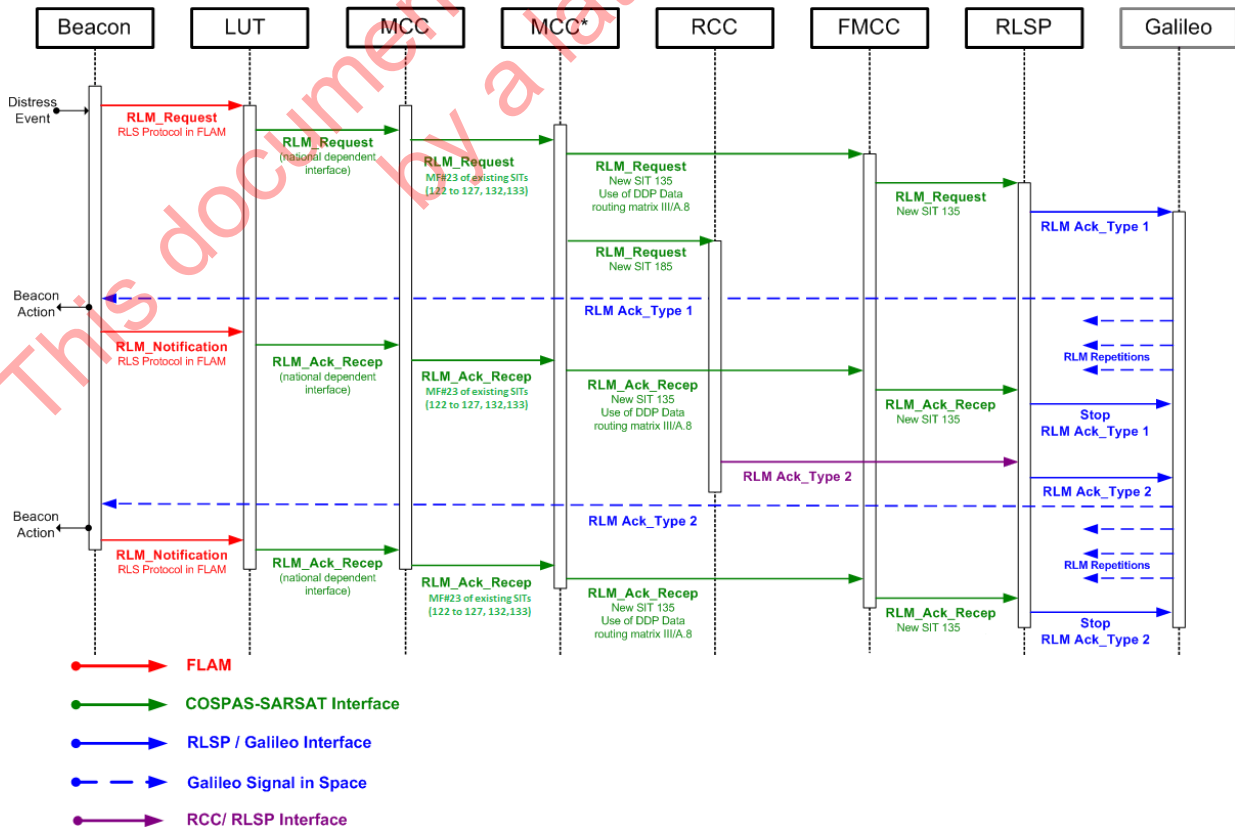 Beacon
LUT
MCC
MCC*
RCC
FMCC
RLSP
Galileo
Distress
Event
RLM_Request
RLS Protocol in FLAM
RLM_Request
(national dependent
interface)
RLM_Request
MF#23 of existing SITs
(122 to 127, 132,133)
RLM_Request
New SIT 135
Use of DDP Data
routing matrix III/A.8
RLM_Request
New SIT 135
RLM Ack_Type 1
RLM_Request
New SIT 185
Beacon
Action
RLM Ack_Type 1
RLM_Notification
RLS Protocol in FLAM
RLM_Ack_Recep
(national dependent
interface)
RLM_Ack_Recep
MF#23 of existing SITs
(122 to 127, 132,133)
RLM_Ack_Recep
New SIT 135
Use of DDP Data
routing matrix III/A.8
RLM Repetitions
RLM_Ack_Recep
New SIT 135
Stop
RLM Ack_Type 1
RLM Ack_Type 2
RLM Ack_Type 2
Beacon
Action
RLM Ack_Type 2
RLM_Notification
RLS Protocol in FLAM
RLM_Ack_Recep
(national dependent
interface)
RLM_Ack_Recep
MF#23 of existing SITs
(122 to 127, 132,133)
RLM_Ack_Recep
New SIT 135
Use of DDP Data
routing matrix III/A.8
RLM Repetitions
RLM_Ack_Recep
New SIT 135
Stop
RLM Ack_Type 2
FLAM
COSPAS-SARSAT Interface
RLSP / Galileo Interface
Galileo Signal in Space
RCC/ RLSP Interface
This
by a